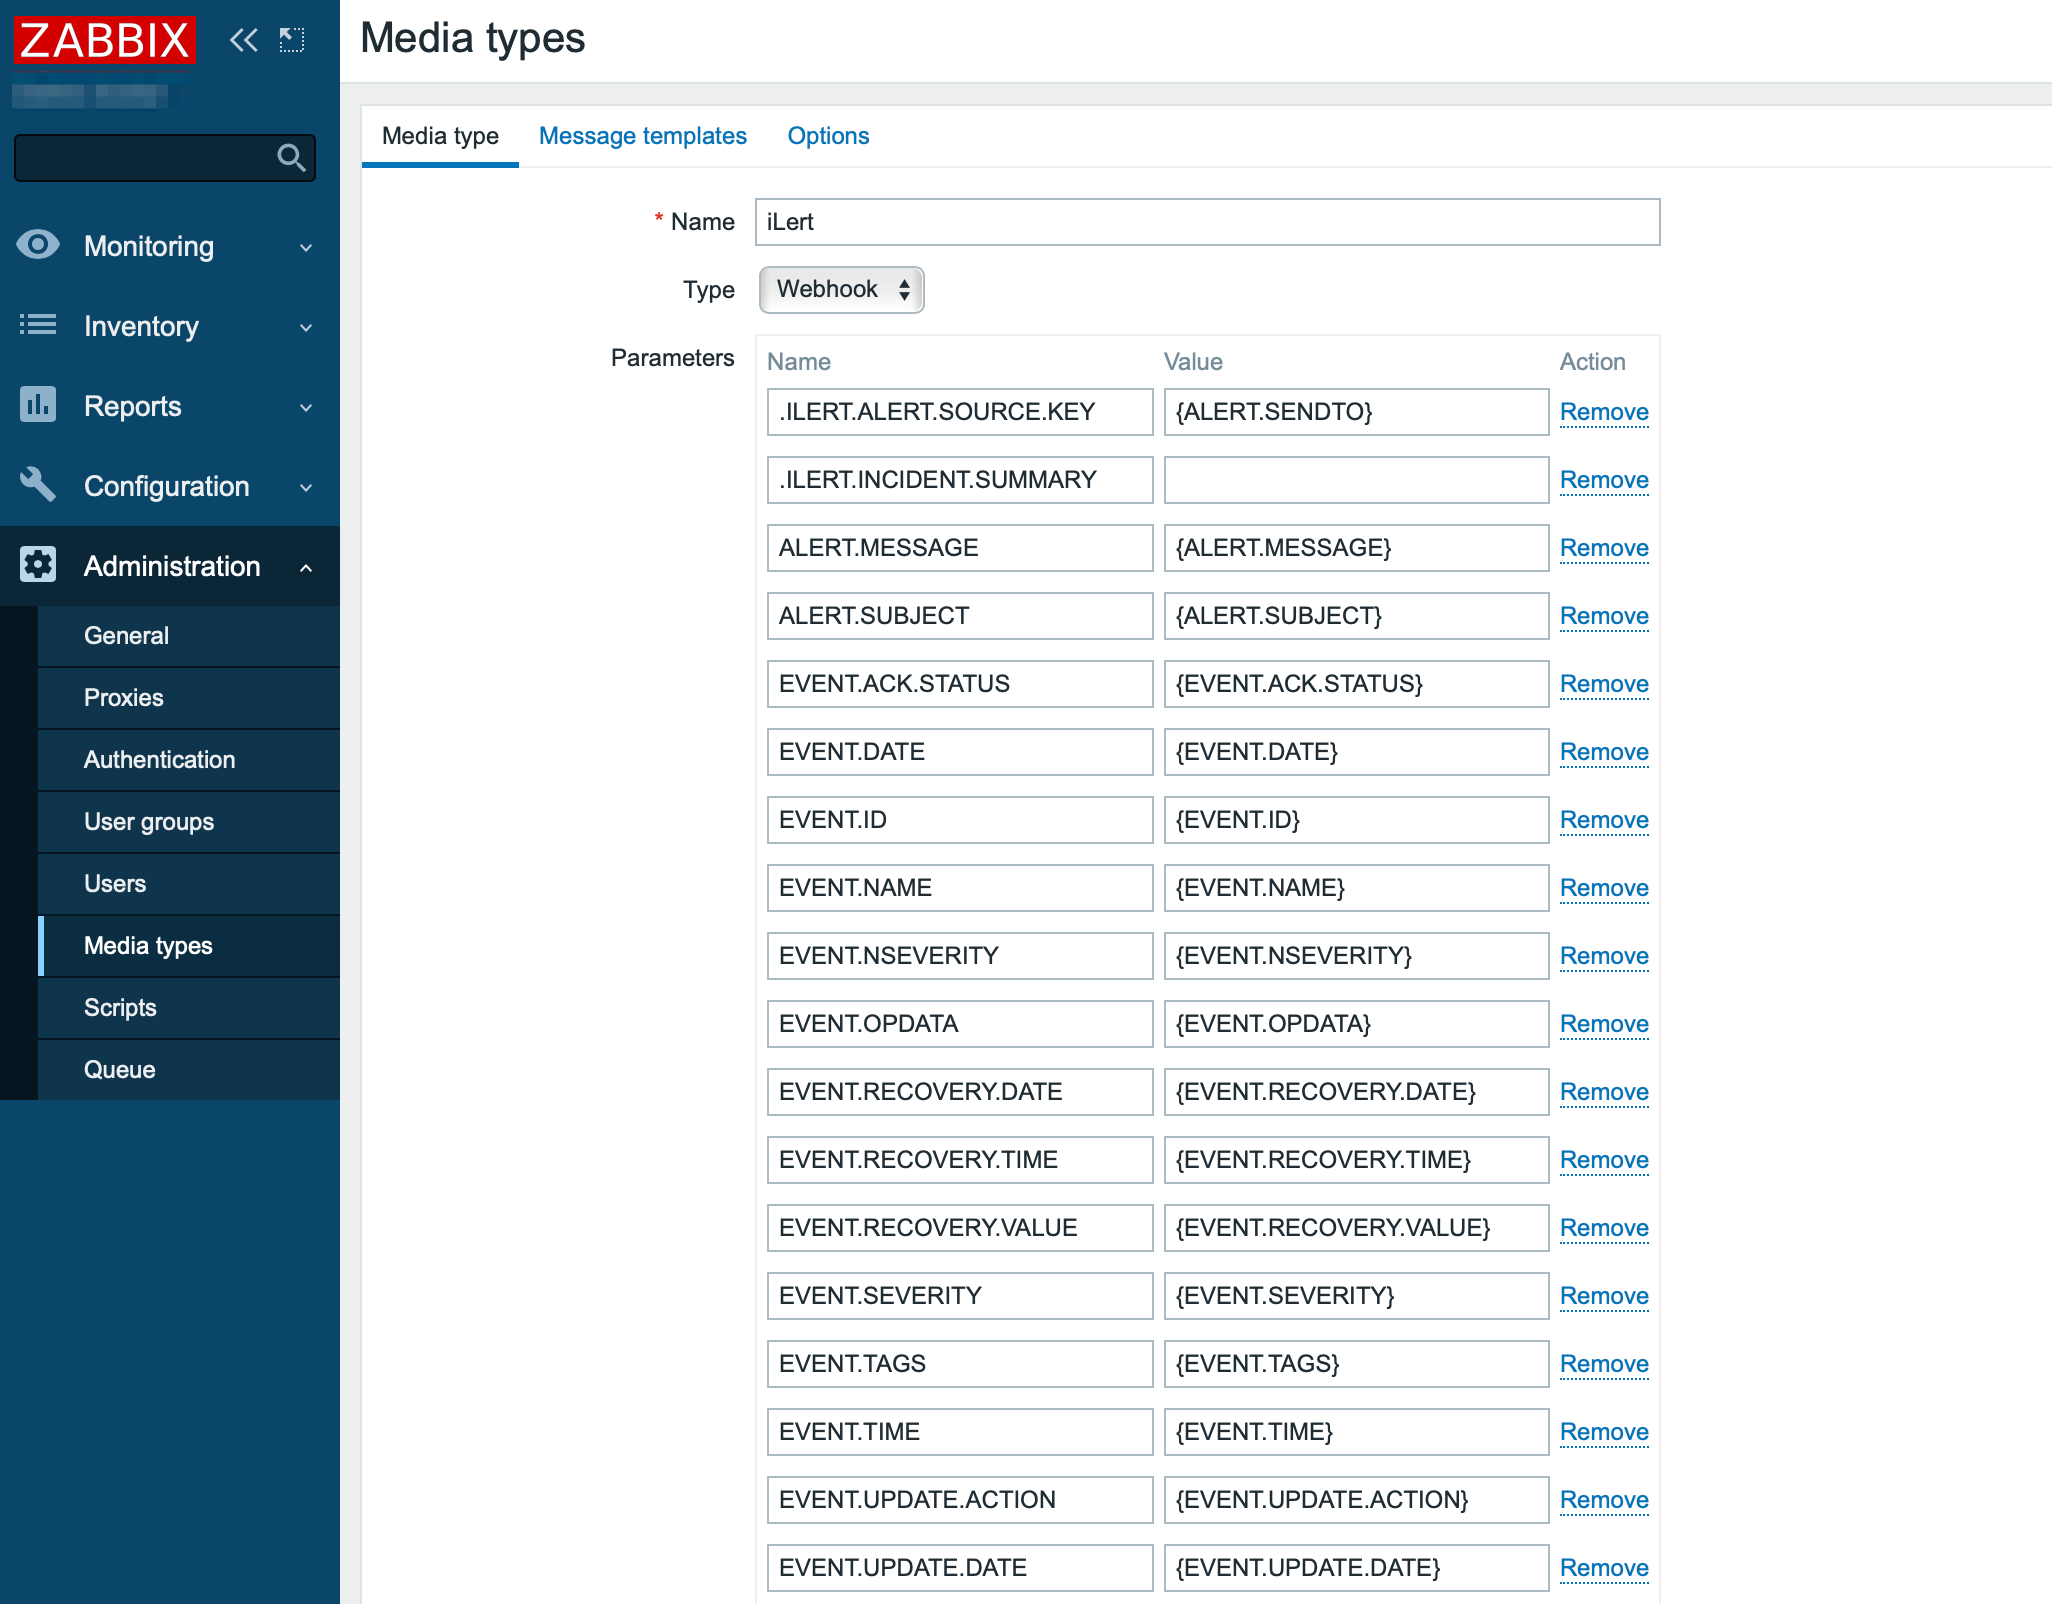 ZABBIX
Monitoring
Inventory
Reports
Configuration
Administration
General
Proxies
Authentication
User groups
Users
Media types
Scripts
Queue
Media types
Media type Message templates Options
* Name iLert
Type Webhook
Parameters Name Value Action
.ILERT.ALERT.SOURCE.KEY {ALERT.SENDTO} Remove
.ILERT.INCIDENT.SUMMARY Remove
ALERT.MESSAGE {ALERT.MESSAGE} Remove
ALERT.SUBJECT {ALERT.SUBJECT} Remove
EVENT.ACK.STATUS {EVENT.ACK.STATUS} Remove
EVENT.DATE {EVENT.DATE} Remove
EVENT.ID {EVENT.ID} Remove
EVENT.NAME {EVENT.NAME} Remove
EVENT.NSEVERITY {EVENT.NSEVERITY} Remove
EVENT.OPDATA {EVENT.OPDATA} Remove
EVENT.RECOVERY.DATE {EVENT.RECOVERY.DATE} Remove
EVENT.RECOVERY.TIME {EVENT.RECOVERY.TIME} Remove
EVENT.RECOVERY.VALUE {EVENT.RECOVERY.VALUE} Remove
EVENT.SEVERITY {EVENT.SEVERITY} Remove
EVENT.TAGS {EVENT.TAGS} Remove
EVENT.TIME {EVENT.TIME} Remove
EVENT.UPDATE.ACTION {EVENT.UPDATE.ACTION} Remove
EVENT.UPDATE.DATE {EVENT.UPDATE.DATE} Remove